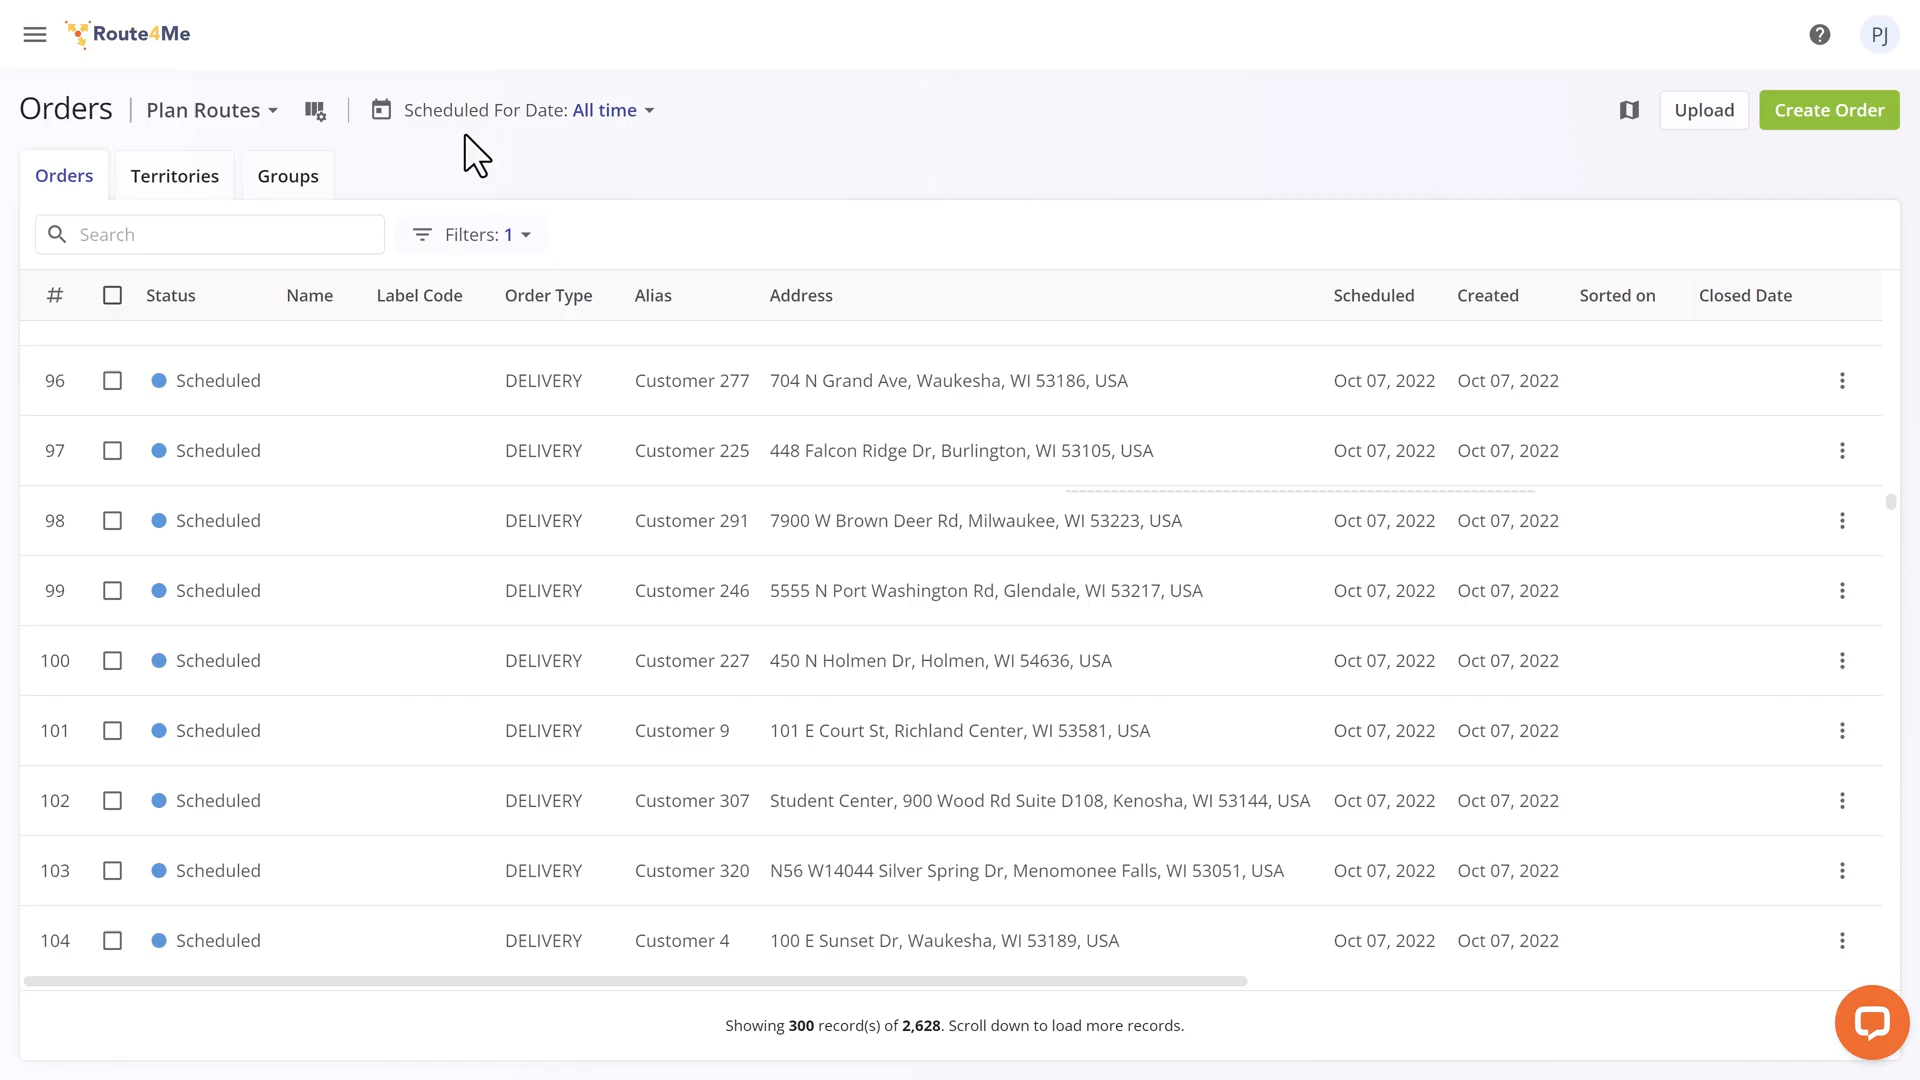 Route4Me
PJ
Orders
Plan Routes
Scheduled For Date: All time
Upload
Create Order
Orders
Territories
Groups
Search
Filters: 1
# Status Name Label Code Order Type Alias Address Scheduled Created Sorted on Closed Date
96 Scheduled DELIVERY Customer 277 704 N Grand Ave, Waukesha, WI 53186, USA Oct 07, 2022 Oct 07, 2022
97 Scheduled DELIVERY Customer 225 448 Falcon Ridge Dr, Burlington, WI 53105, USA Oct 07, 2022 Oct 07, 2022
98 Scheduled DELIVERY Customer 291 7900 W Brown Deer Rd, Milwaukee, WI 53223, USA Oct 07, 2022 Oct 07, 2022
99 Scheduled DELIVERY Customer 246 5555 N Port Washington Rd, Glendale, WI 53217, USA Oct 07, 2022 Oct 07, 2022
100 Scheduled DELIVERY Customer 227 450 N Holmen Dr, Holmen, WI 54636, USA Oct 07, 2022 Oct 07, 2022
101 Scheduled DELIVERY Customer 9 101 E Court St, Richland Center, WI 53581, USA Oct 07, 2022 Oct 07, 2022
102 Scheduled DELIVERY Customer 307 Student Center, 900 Wood Rd Suite D108, Kenosha, WI 53144, USA Oct 07, 2022 Oct 07, 2022
103 Scheduled DELIVERY Customer 320 N56 W14044 Silver Spring Dr, Menomonee Falls, WI 53051, USA Oct 07, 2022 Oct 07, 2022
104 Scheduled DELIVERY Customer 4 100 E Sunset Dr, Waukesha, WI 53189, USA Oct 07, 2022 Oct 07, 2022
Showing 300 record(s) of 2,628. Scroll down to load more records.